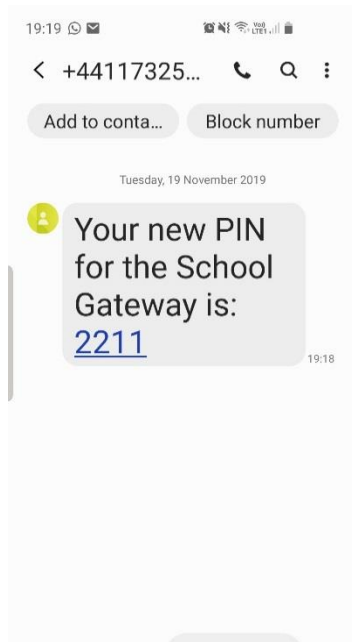 19:19
< +44117325...
Add to conta... Block number
Tuesday, 19 November 2019
Your new PIN
for the School
Gateway is:
2211
19:18